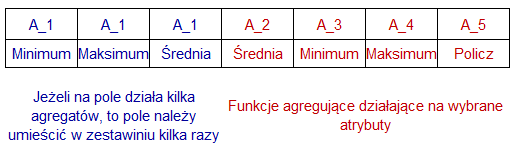 A_1 A_1 A_1 A_2 A_3 A_4 A_5
Minimum Maksimum Średnia Średnia Minimum Maksimum Policz
Jeżeli na pole działa kilka
agregatów, to pole należy
umieścić w zestawiniu kilka razy
Funkcje agregujące działające na wybrane
atrybuty